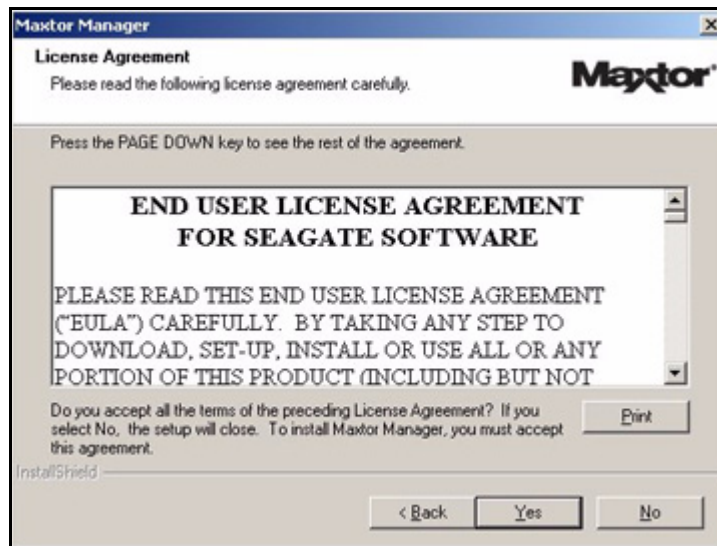 Maxtor Manager
License Agreement
Please read the following license agreement carefully.
Maxtor
Press the PAGE DOWN key to see the rest of the agreement.
END USER LICENSE AGREEMENT
FOR SEAGATE SOFTWARE
PLEASE READ THIS END USER LICENSE AGREEMENT
("EULA") CAREFULLY. BY TAKING ANY STEP TO
DOWNLOAD, SET-UP, INSTALL OR USE ALL OR ANY
PORTION OF THIS PRODUCT (INCLUDING BUT NOT
Do you accept all the terms of the preceding License Agreement? If you
select No, the setup will close. To install Maxtor Manager, you must accept
this agreement.
Print
InstallShield
< Back
Yes
No